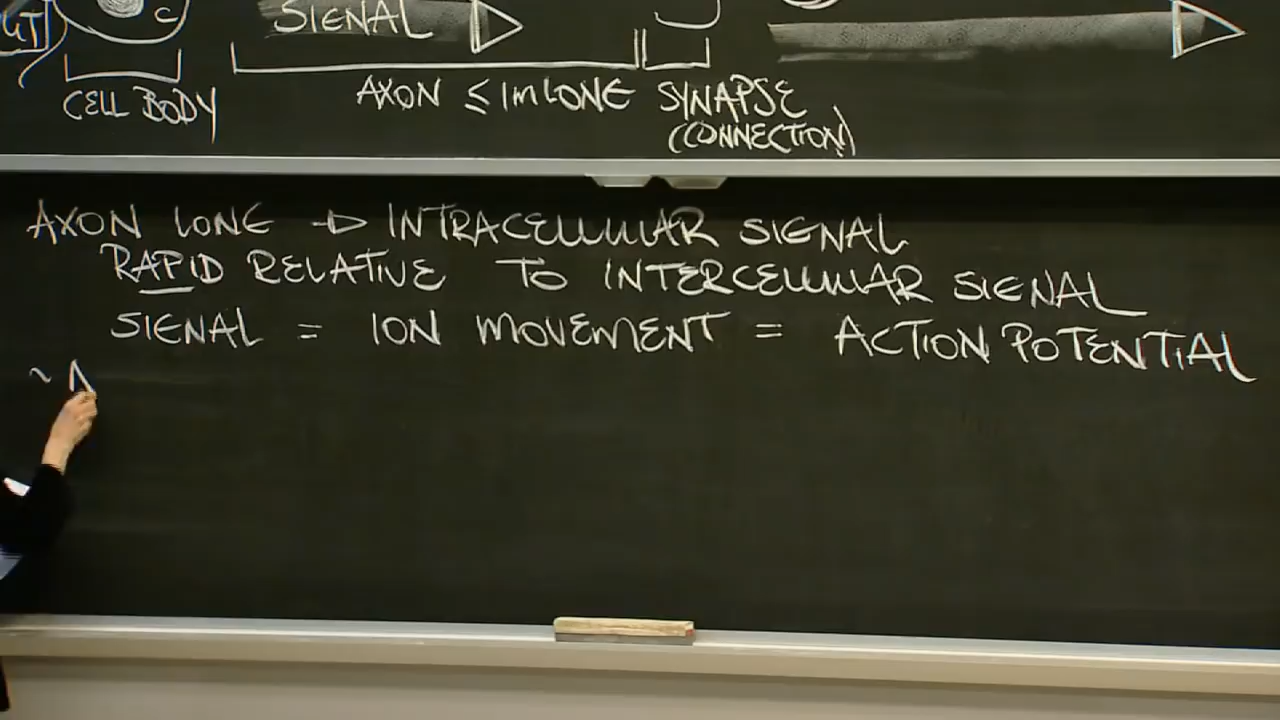 SIGNAL
C
CELL BODY
AXON ≤ 1m LONG
SYNAPSE
(CONNECTION)
AXON LONG → INTRACELLULAR SIGNAL
RAPID RELATIVE TO INTERCELLULAR SIGNAL
SIGNAL = ION MOVEMENT = ACTION POTENTIAL
~